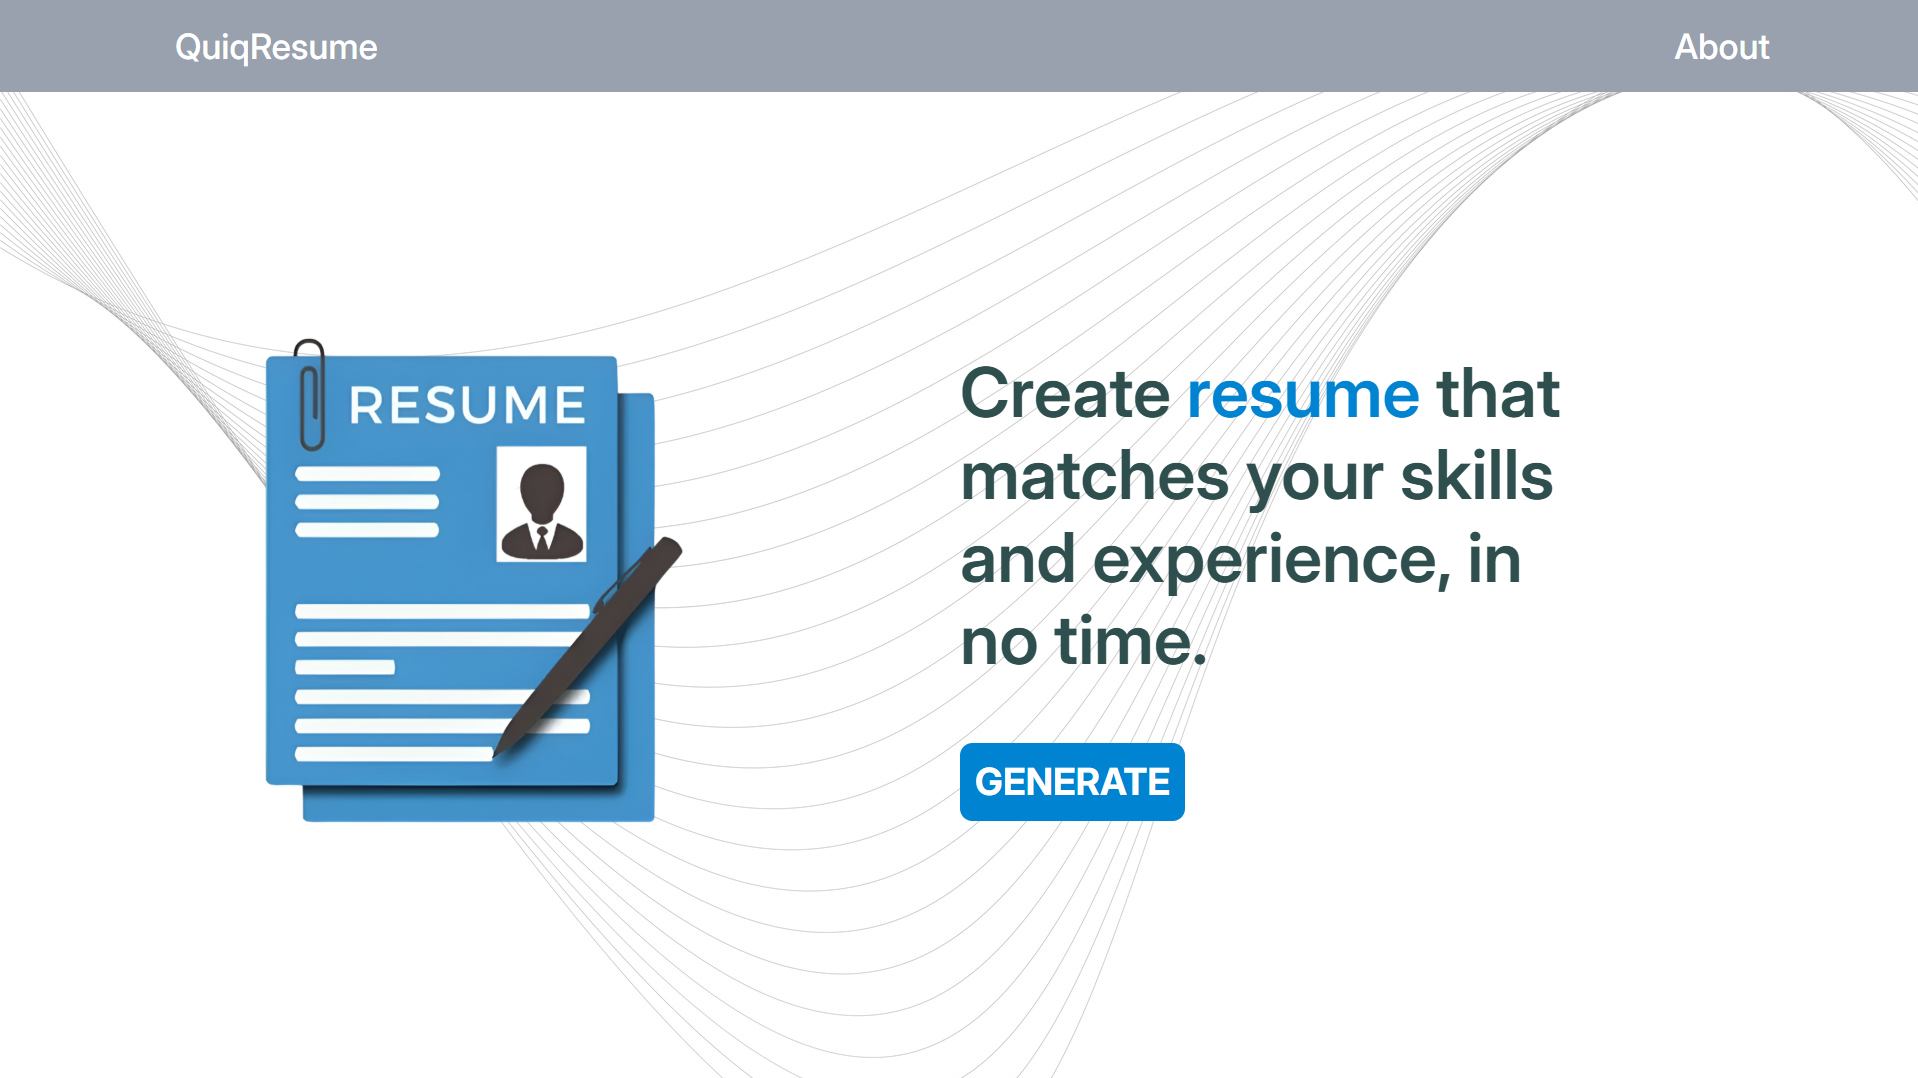 QuiqResume
About
RESUME
Create resume that
matches your skills
and experience, in
no time.
GENERATE